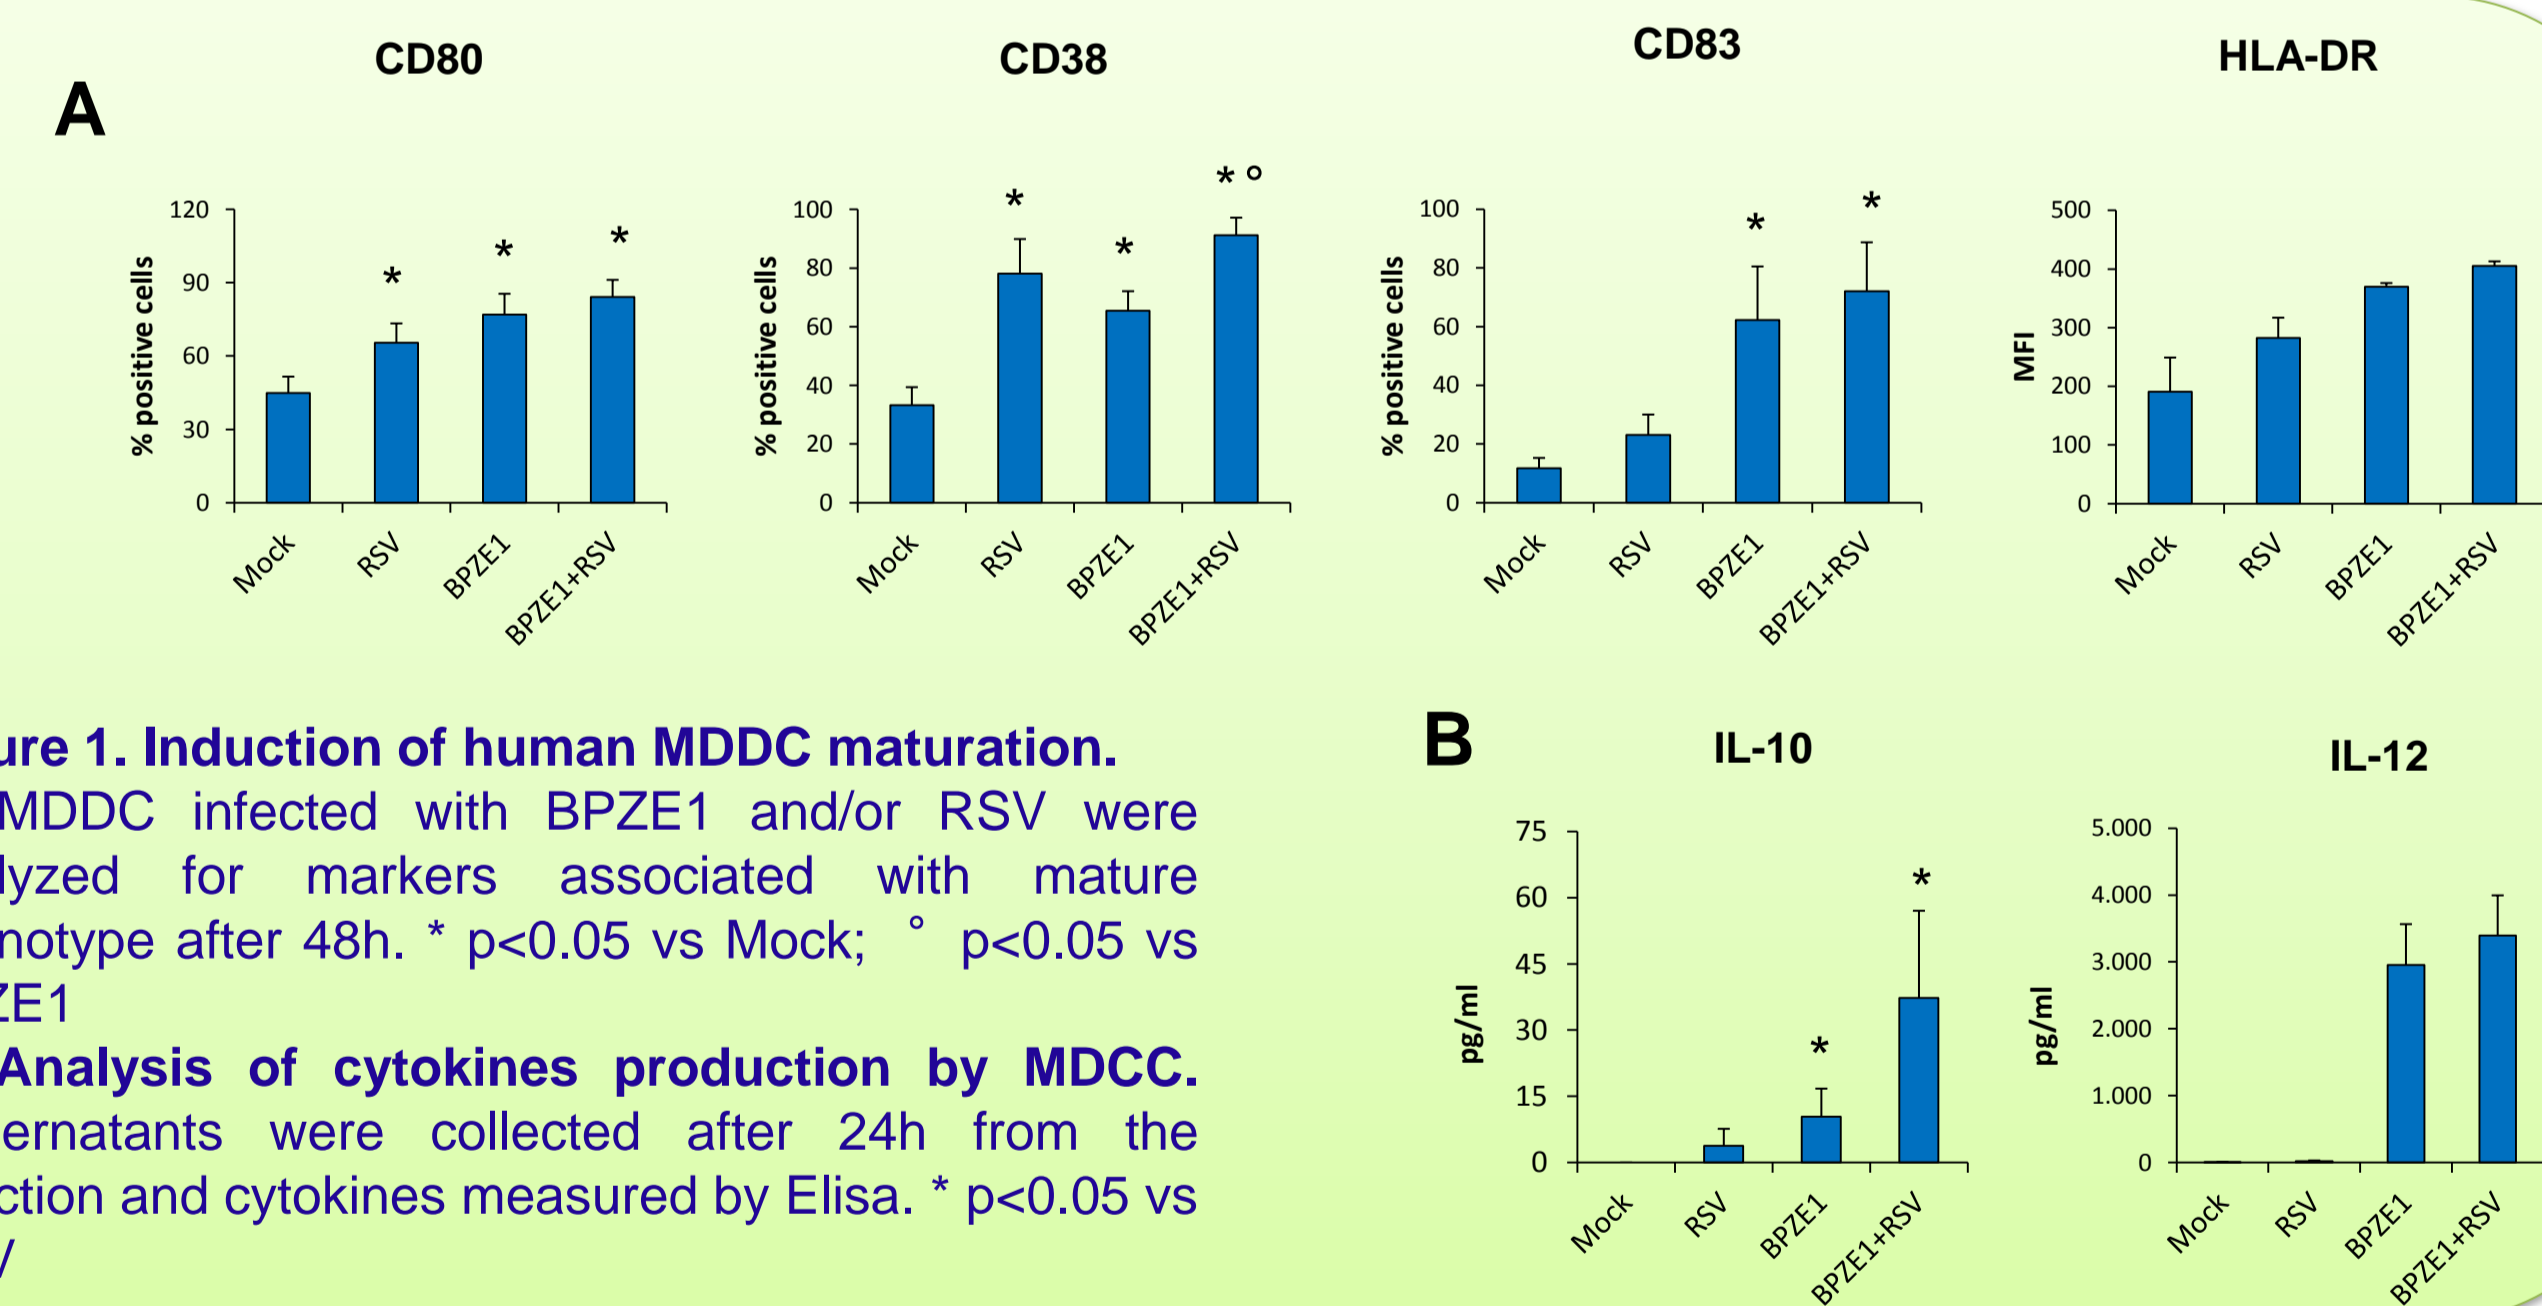 CD80
CD38
CD83
HLA-DR
A
120
90
60
30
0
% positive cells
*
*
*
Mock
RSV
BPZE1
BPZE1+RSV
100
80
60
40
20
0
% positive cells
*
*
* °
Mock
RSV
BPZE1
BPZE1+RSV
100
80
60
40
20
0
% positive cells
*
*
Mock
RSV
BPZE1
BPZE1+RSV
500
400
300
200
100
0
MFI
Mock
RSV
BPZE1
BPZE1+RSV
ure 1. Induction of human MDDC maturation.
MDDC infected with BPZE1 and/or RSV were
lyzed for markers associated with mature
notype after 48h. * p<0.05 vs Mock; ° p<0.05 vs
ZE1
Analysis of cytokines production by MDCC.
ernatants were collected after 24h from the
ction and cytokines measured by Elisa. * p<0.05 vs
B
IL-10
IL-12
75
60
45
30
15
0
pg/ml
*
*
Mock
RSV
BPZE1
BPZE1+RSV
5.000
4.000
3.000
2.000
1.000
0
pg/ml
Mock
RSV
BPZE1
BPZE1+RSV